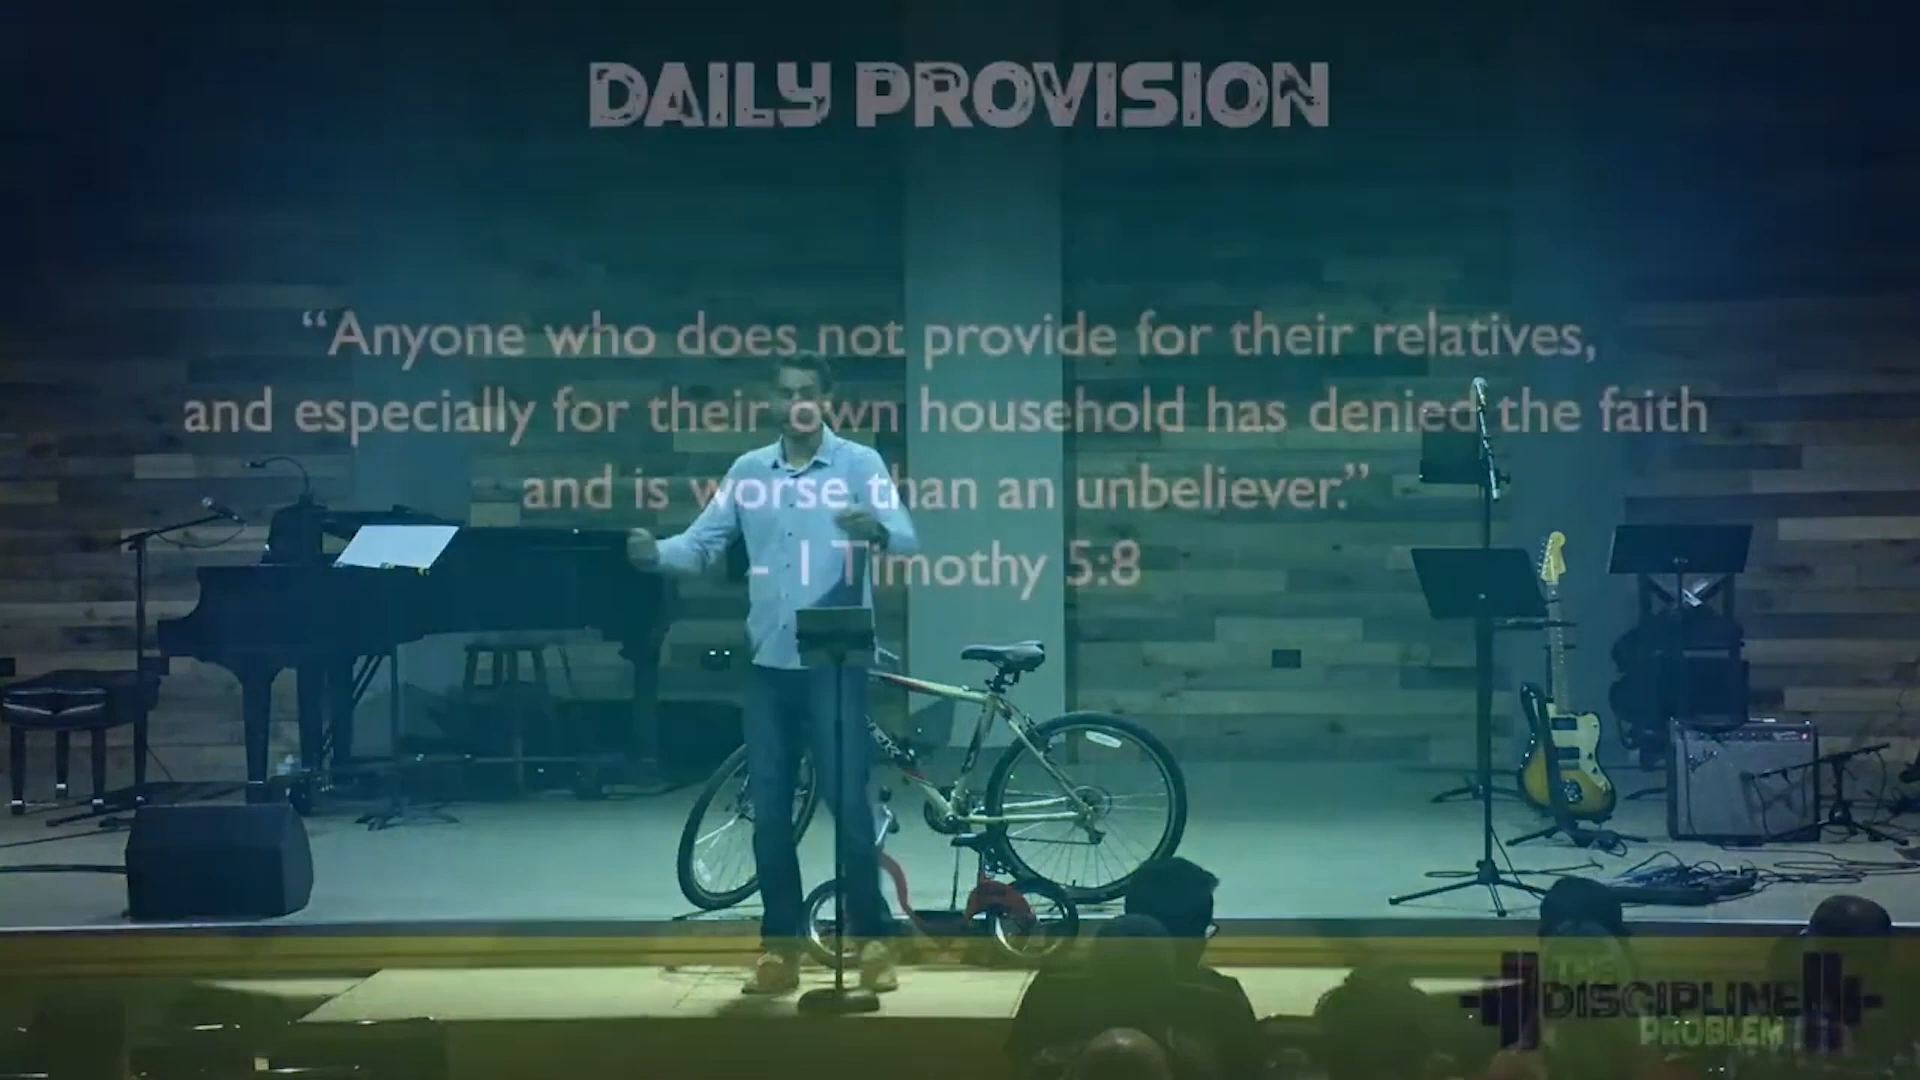 DAILY PROVISION
“Anyone who does not provide for their relatives,
and especially for their own household has denied the faith
and is worse than an unbeliever.”
- 1 Timothy 5:8
THE
DISCIPLINE
PROBLEM